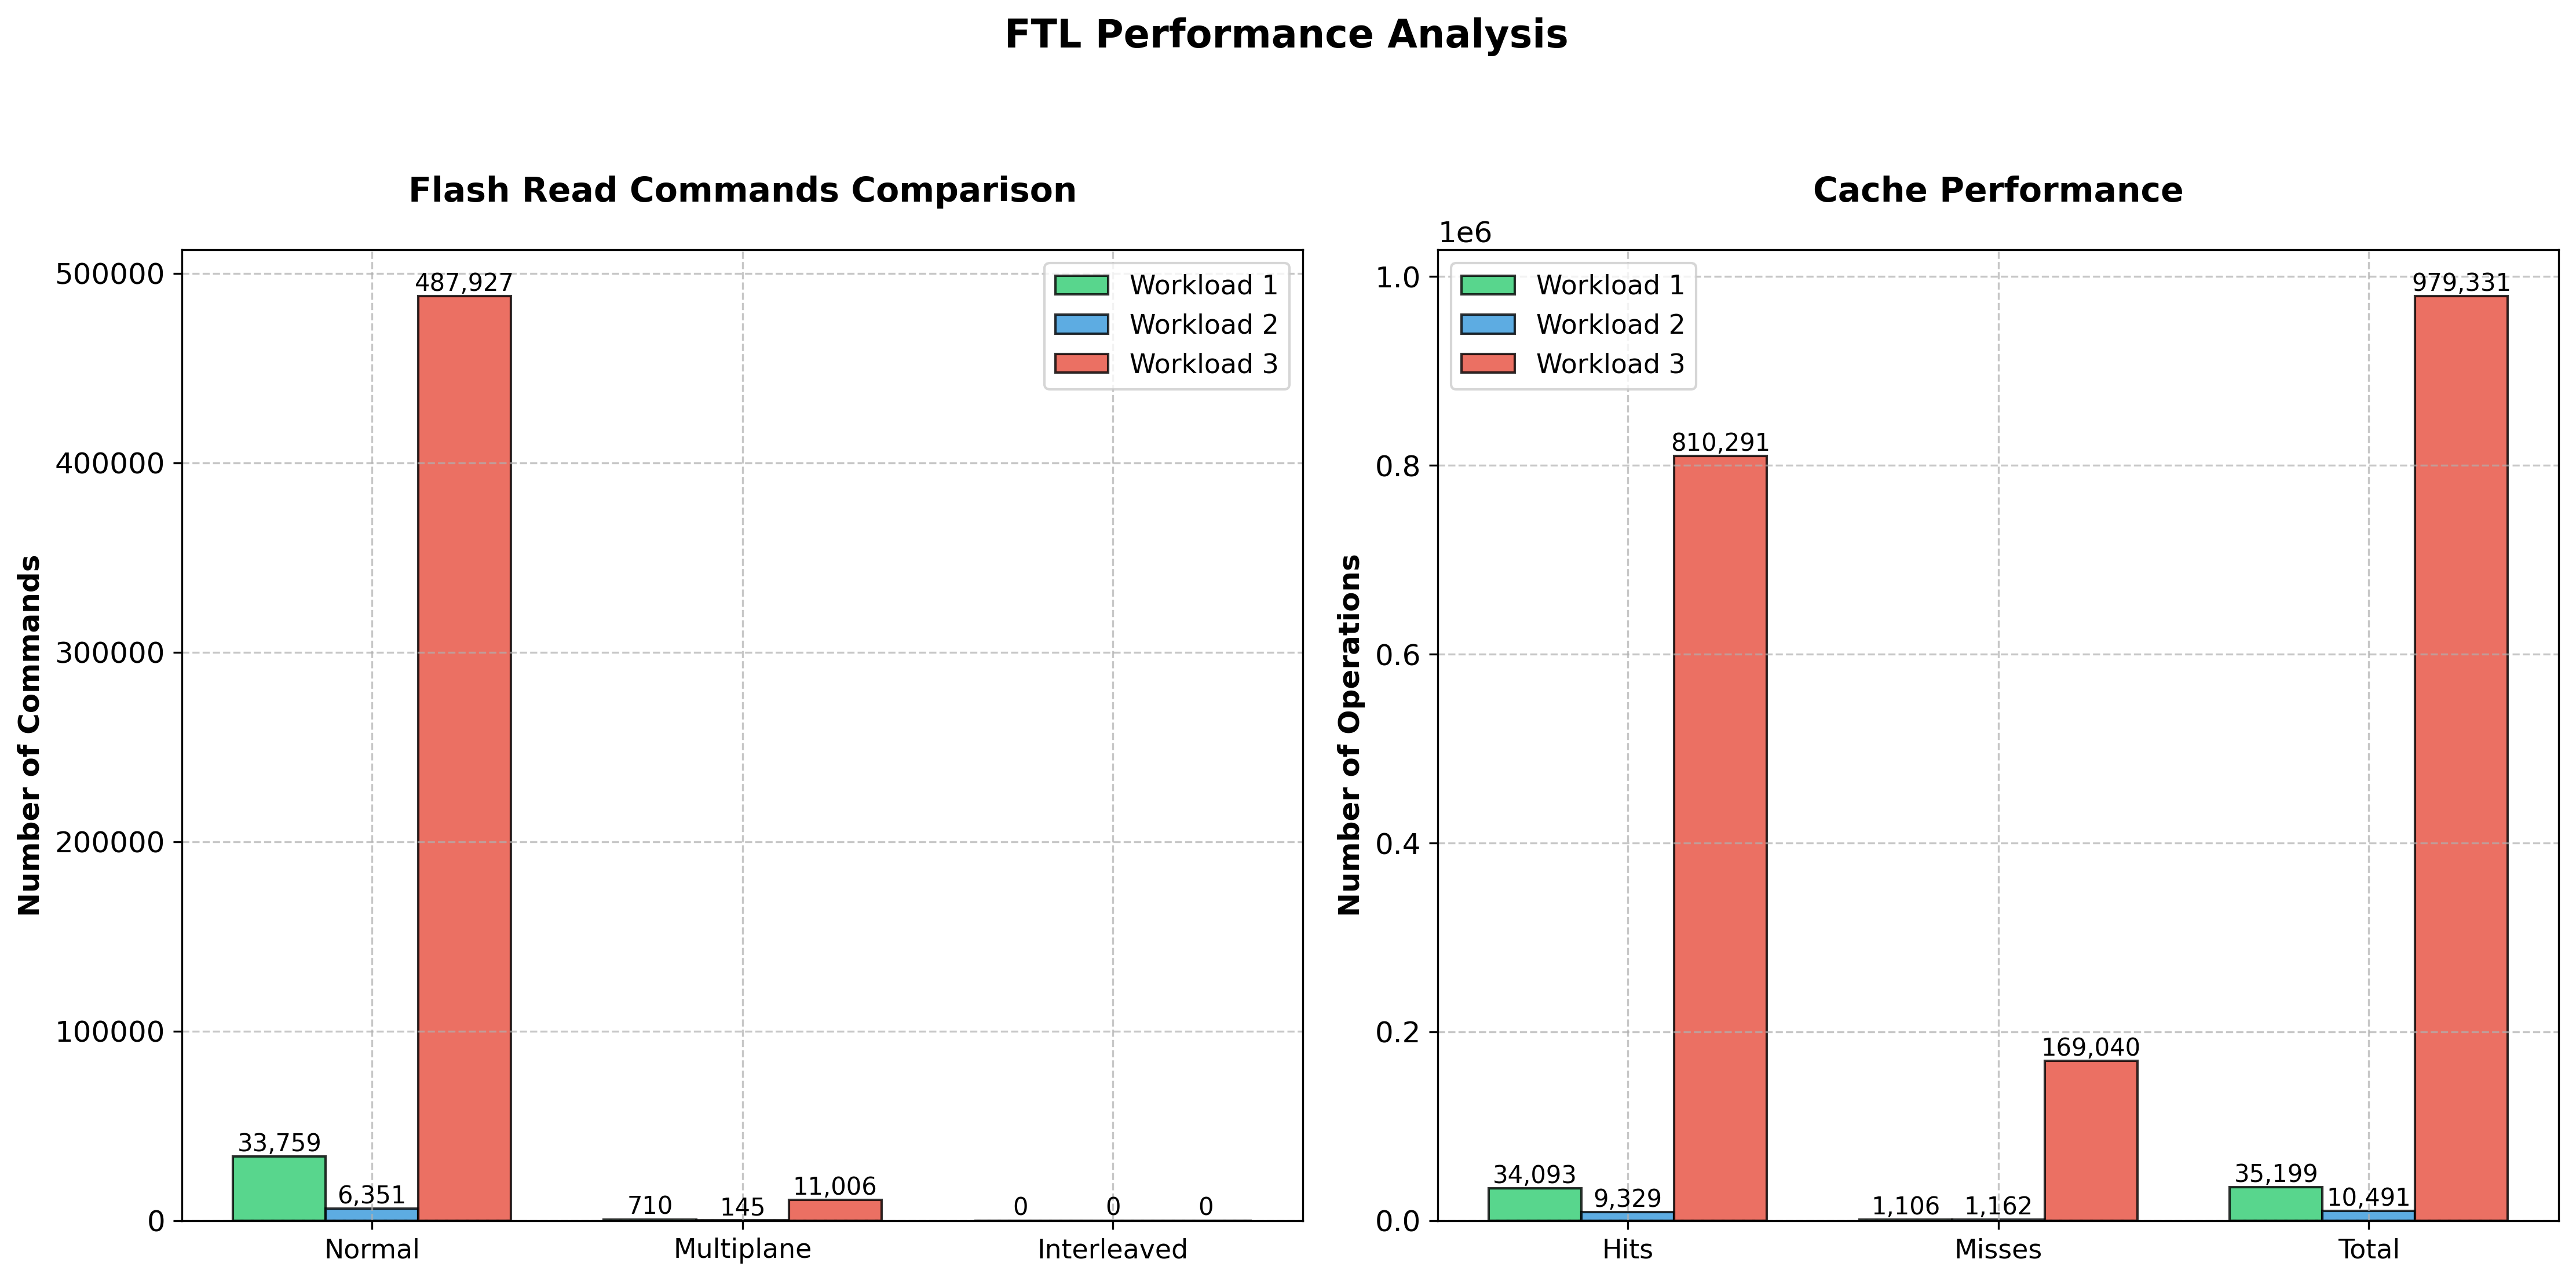 FTL Performance Analysis
Flash Read Commands Comparison
Number of Commands
500000
400000
300000
200000
100000
0
487,927
33,759
6,351
710
145
11,006
0
0
0
Workload 1
Workload 2
Workload 3
Normal
Multiplane
Interleaved
Cache Performance
1e6
Number of Operations
1.0
0.8
0.6
0.4
0.2
0.0
Workload 1
Workload 2
Workload 3
34,093
9,329
810,291
1,106
1,162
169,040
35,199
10,491
979,331
Hits
Misses
Total